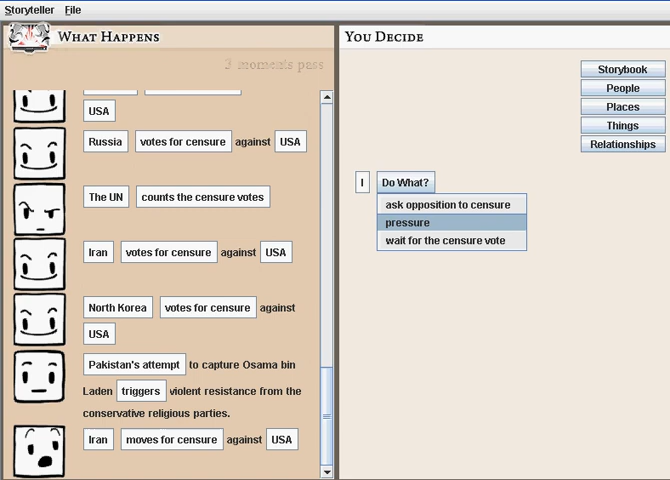 Storyteller File
What Happens
3 moments pass
USA
Russia votes for censure against USA
The UN counts the censure votes
Iran votes for censure against USA
North Korea votes for censure against
USA
Pakistan's attempt to capture Osama bin
Laden triggers violent resistance from the
conservative religious parties.
Iran moves for censure against USA
You Decide
Storybook
People
Places
Things
Relationships
I Do What?
ask opposition to censure
pressure
wait for the censure vote